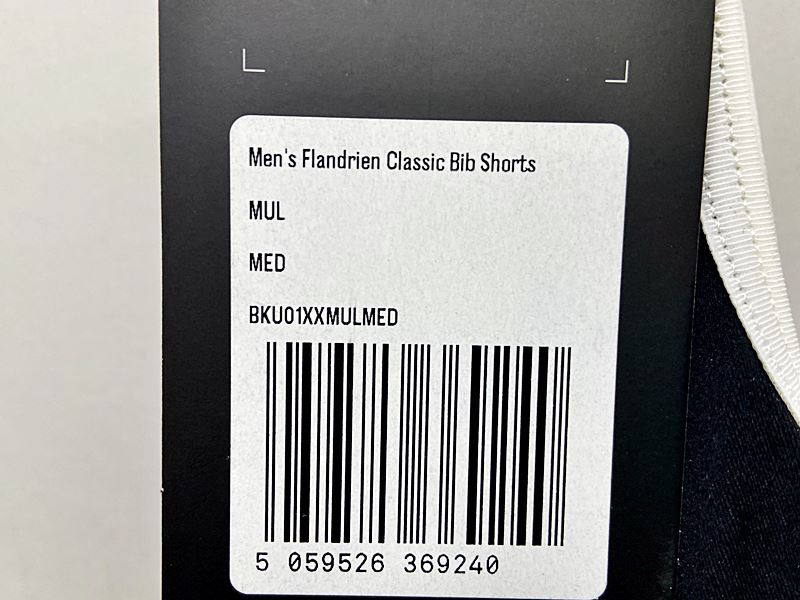 Men's Flandrien Classic Bib Shorts
MUL
MED
BKU01XXMULMED
5 059526 369240